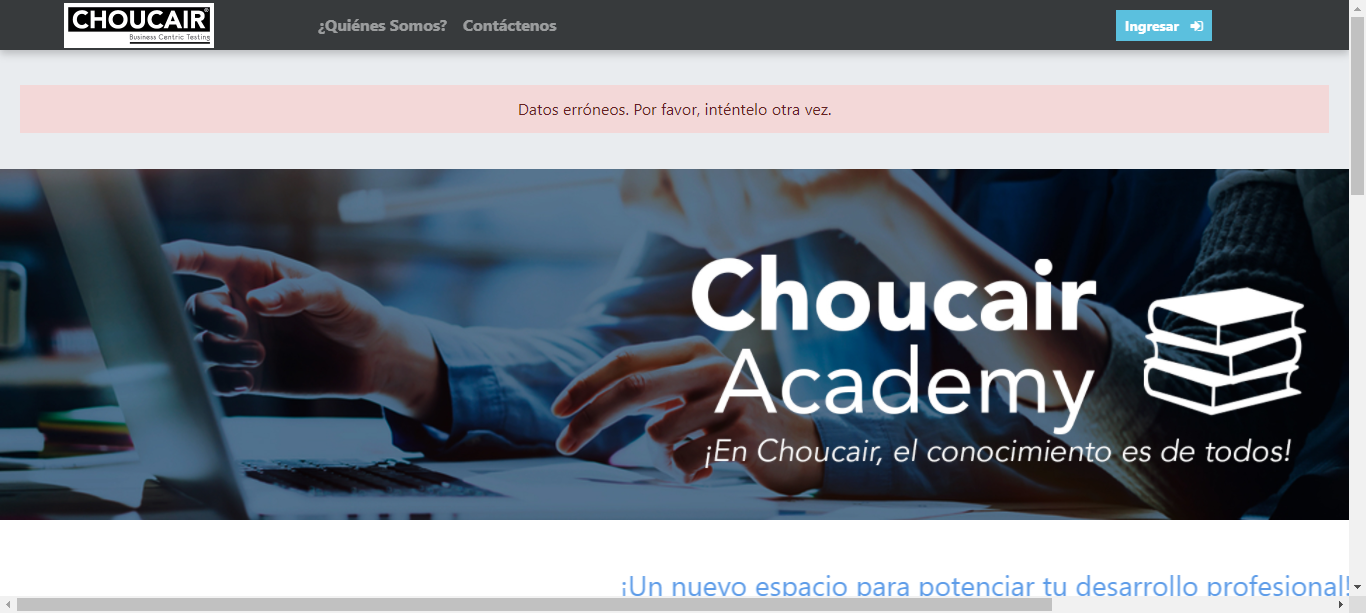 CHOUCAIR®
Business Centric Testing
¿Quiénes Somos? Contáctenos
Ingresar
Datos erróneos. Por favor, inténtelo otra vez.
Choucair
Academy
¡En Choucair, el conocimiento es de todos!
¡Un nuevo espacio para potenciar tu desarrollo profesional!